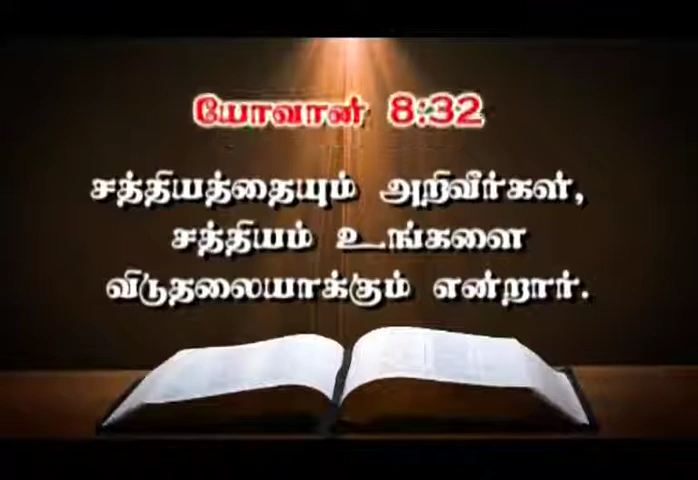 யோவான் 8:32
சத்தியத்தையும் அறிவீர்கள்,
சத்தியம் உங்களை
விடுதலையாக்கும் என்றார்.